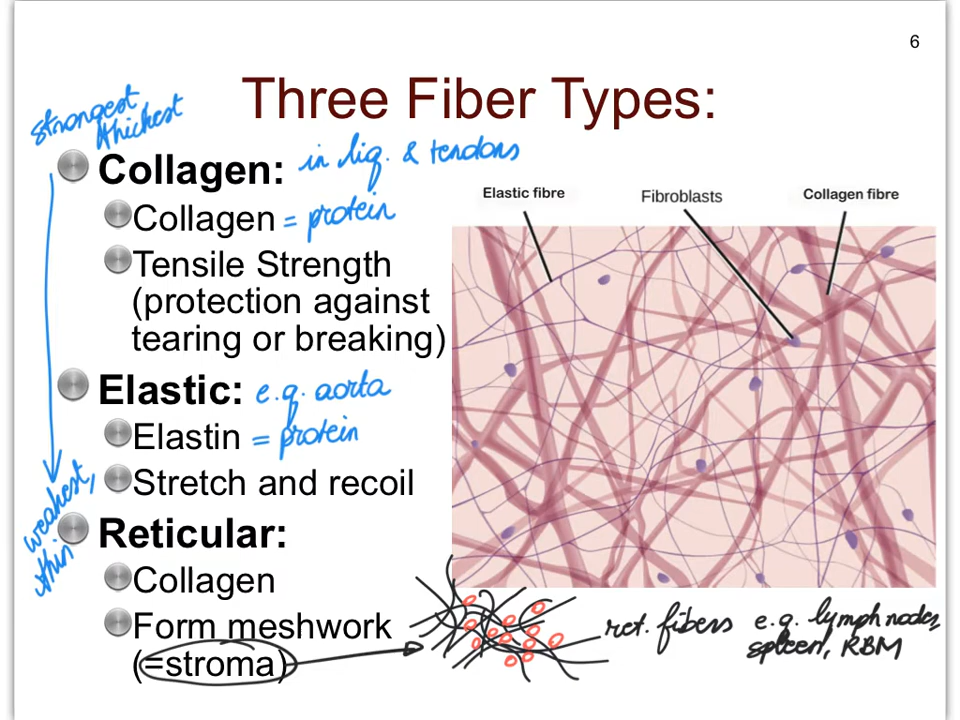 6
Three Fiber Types:
strongest
thickest
Collagen: in lig. & tendons
Collagen = protein
Tensile Strength
(protection against
tearing or breaking)
Elastic: e.g. aorta
Elastin = protein
Stretch and recoil
weakest,
thin
Reticular:
Collagen
Form meshwork
(=stroma)
Elastic fibre
Fibroblasts
Collagen fibre
ret. fibers
e.g. lymph nodes,
spleen, RBM